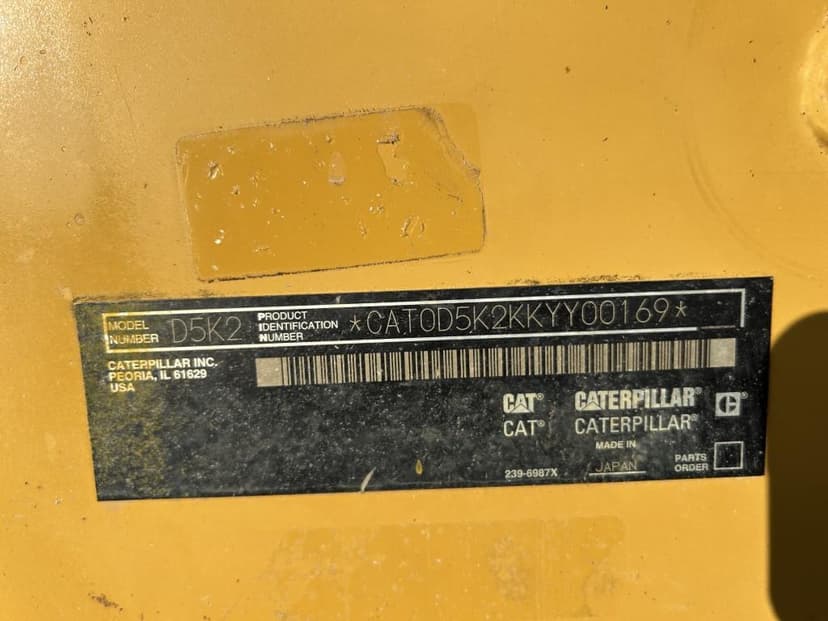 MODEL NUMBER D5K2 PRODUCT IDENTIFICATION NUMBER *CAT0D5K2KKYY00169*
CATERPILLAR INC.
PEORIA, IL 61629
USA
CAT® CATERPILLAR® C®
CAT® CATERPILLAR®
MADE IN
JAPAN
239-6987X
PARTS
ORDER